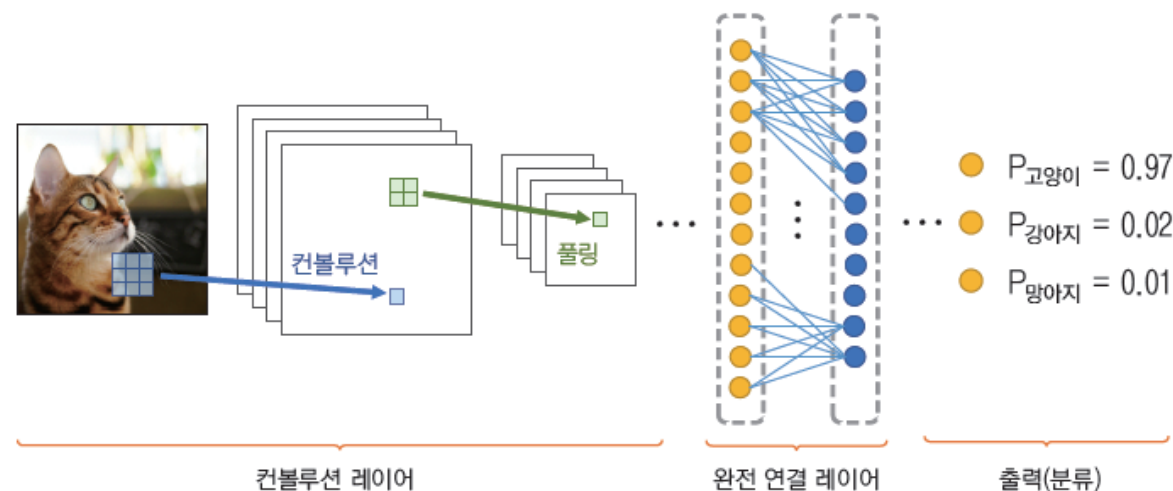 컨볼루션
풀링
...
...
P고양이 = 0.97
P강아지 = 0.02
P망아지 = 0.01
컨볼루션 레이어
완전 연결 레이어
출력(분류)